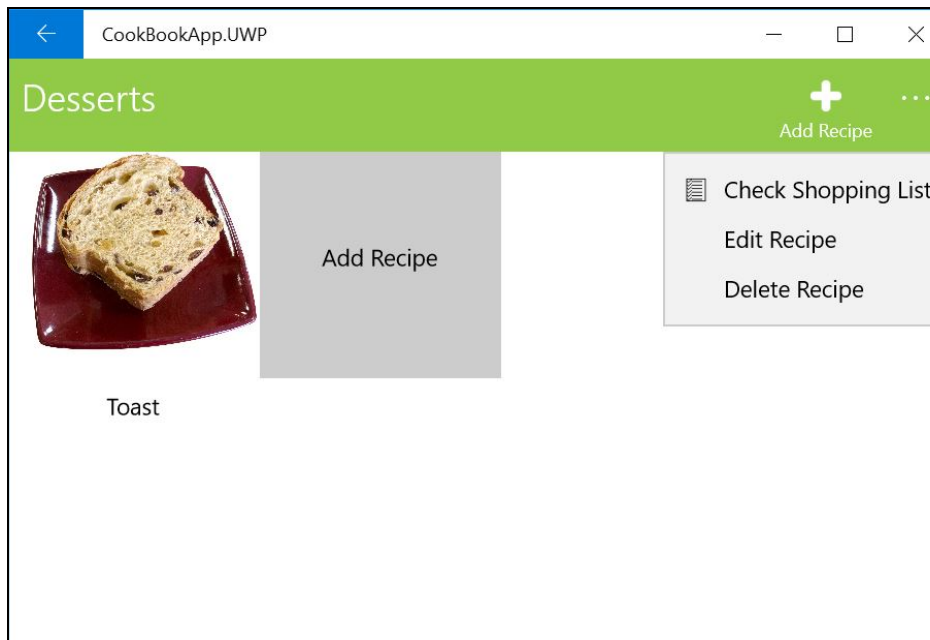 CookBookApp.UWP
Desserts
Add Recipe
Check Shopping List
Edit Recipe
Delete Recipe
Add Recipe
Toast